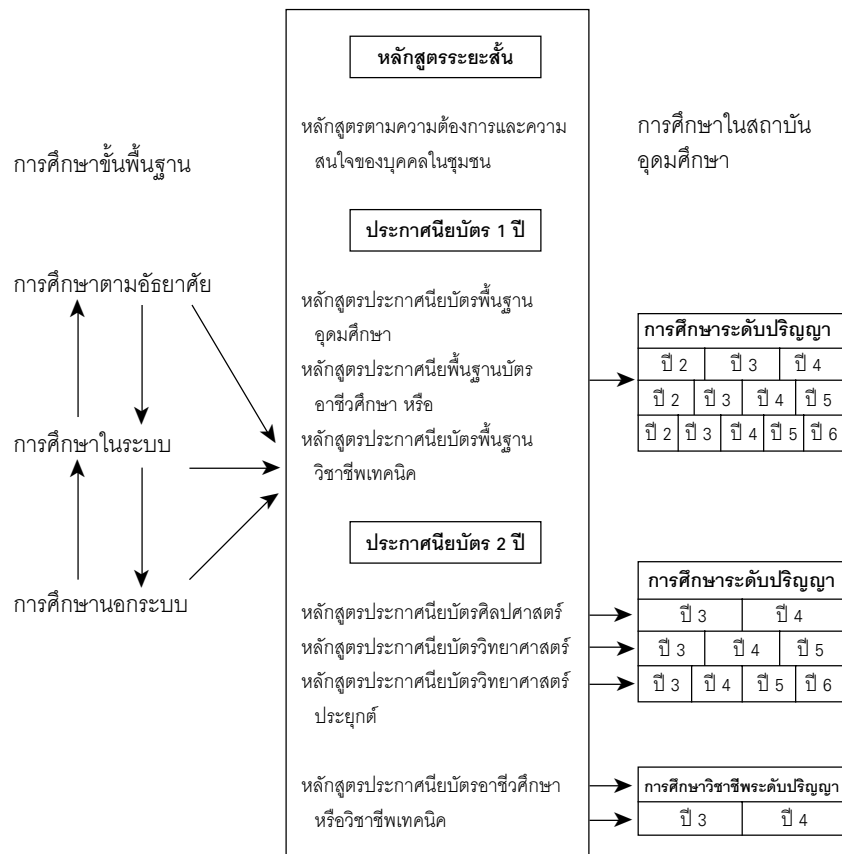 การศึกษาขั้นพื้นฐาน
การศึกษาตามอัธยาศัย
การศึกษาในระบบ
การศึกษานอกระบบ
หลักสูตรระยะสั้น
หลักสูตรตามความต้องการและความ
สนใจของบุคคลในชุมชน
ประกาศนียบัตร 1 ปี
หลักสูตรประกาศนียบัตรพื้นฐาน
อุดมศึกษา
หลักสูตรประกาศนียพื้นฐานบัตร
อาชีวศึกษา หรือ
หลักสูตรประกาศนียบัตรพื้นฐาน
วิชาชีพเทคนิค
ประกาศนียบัตร 2 ปี
หลักสูตรประกาศนียบัตรศิลปศาสตร์
หลักสูตรประกาศนียบัตรวิทยาศาสตร์
หลักสูตรประกาศนียบัตรวิทยาศาสตร์
ประยุกต์
หลักสูตรประกาศนียบัตรอาชีวศึกษา
หรือวิชาชีพเทคนิค
การศึกษาในสถาบัน
อุดมศึกษา
การศึกษาระดับปริญญา
ปี 2 ปี 3 ปี 4
ปี 2 ปี 3 ปี 4 ปี 5
ปี 2 ปี 3 ปี 4 ปี 5 ปี 6
การศึกษาระดับปริญญา
ปี 3 ปี 4
ปี 3 ปี 4 ปี 5
ปี 3 ปี 4 ปี 5 ปี 6
การศึกษาวิชาชีพระดับปริญญา
ปี 3 ปี 4